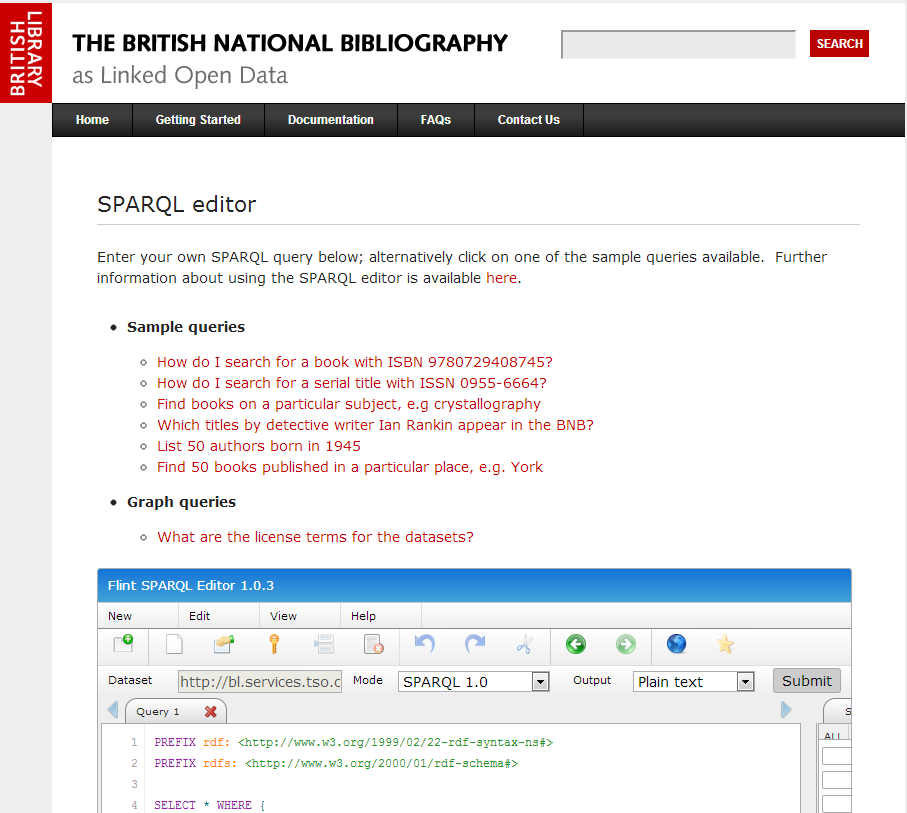 BRITISH
LIBRARY
THE BRITISH NATIONAL BIBLIOGRAPHY
as Linked Open Data
SEARCH
Home Getting Started Documentation FAQs Contact Us
SPARQL editor
Enter your own SPARQL query below; alternatively click on one of the sample queries available. Further
information about using the SPARQL editor is available here.
Sample queries
How do I search for a book with ISBN 9780729408745?
How do I search for a serial title with ISSN 0955-6664?
Find books on a particular subject, e.g crystallography
Which titles by detective writer Ian Rankin appear in the BNB?
List 50 authors born in 1945
Find 50 books published in a particular place, e.g. York
Graph queries
What are the license terms for the datasets?
Flint SPARQL Editor 1.0.3
New Edit View Help
Dataset http://bl.services.tso.c Mode SPARQL 1.0 Output Plain text Submit
Query 1 S
ALL
1 PREFIX rdf: <http://www.w3.org/1999/02/22-rdf-syntax-ns#>
2 PREFIX rdfs: <http://www.w3.org/2000/01/rdf-schema#>
3
4 SELECT * WHERE {